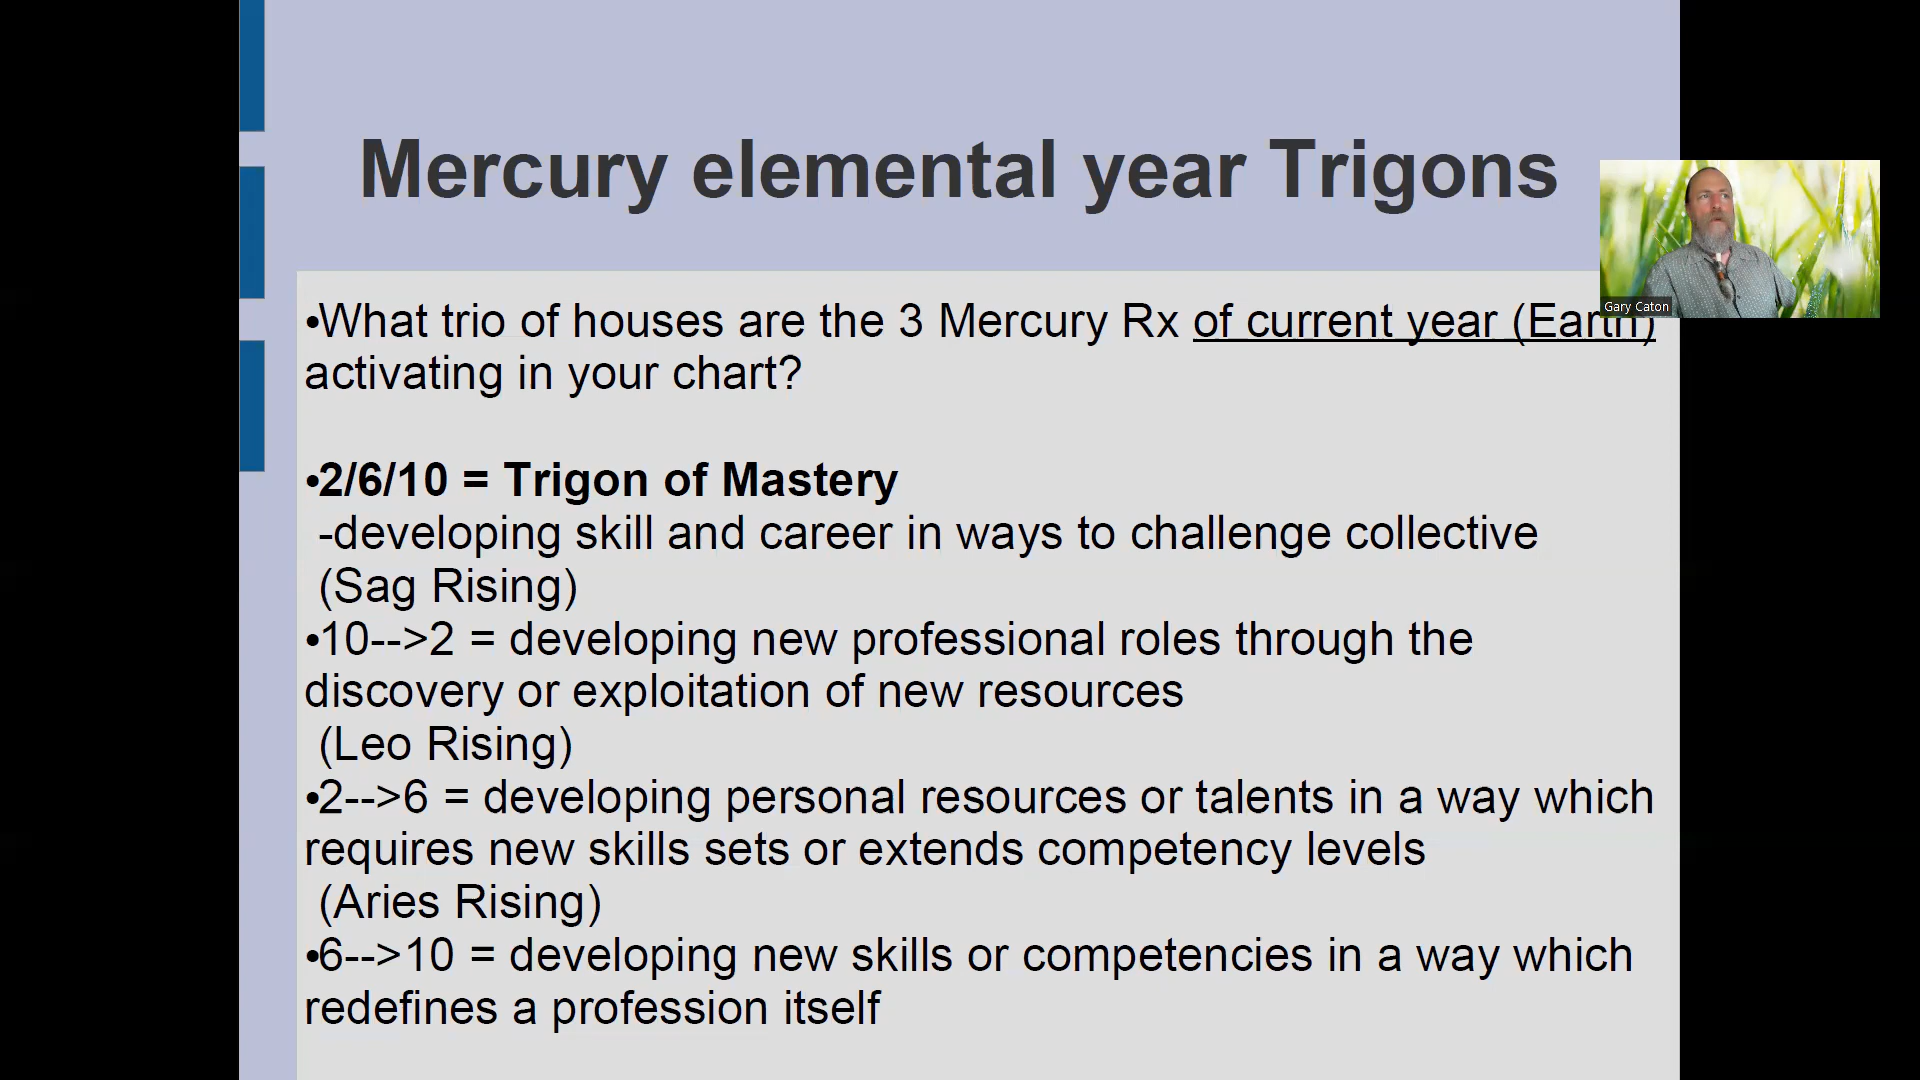 Mercury elemental year Trigons
Gary Caton
•What trio of houses are the 3 Mercury Rx of current year (Earth)
activating in your chart?
•2/6/10 = Trigon of Mastery
-developing skill and career in ways to challenge collective
(Sag Rising)
•10-->2 = developing new professional roles through the
discovery or exploitation of new resources
(Leo Rising)
•2-->6 = developing personal resources or talents in a way which
requires new skills sets or extends competency levels
(Aries Rising)
•6-->10 = developing new skills or competencies in a way which
redefines a profession itself